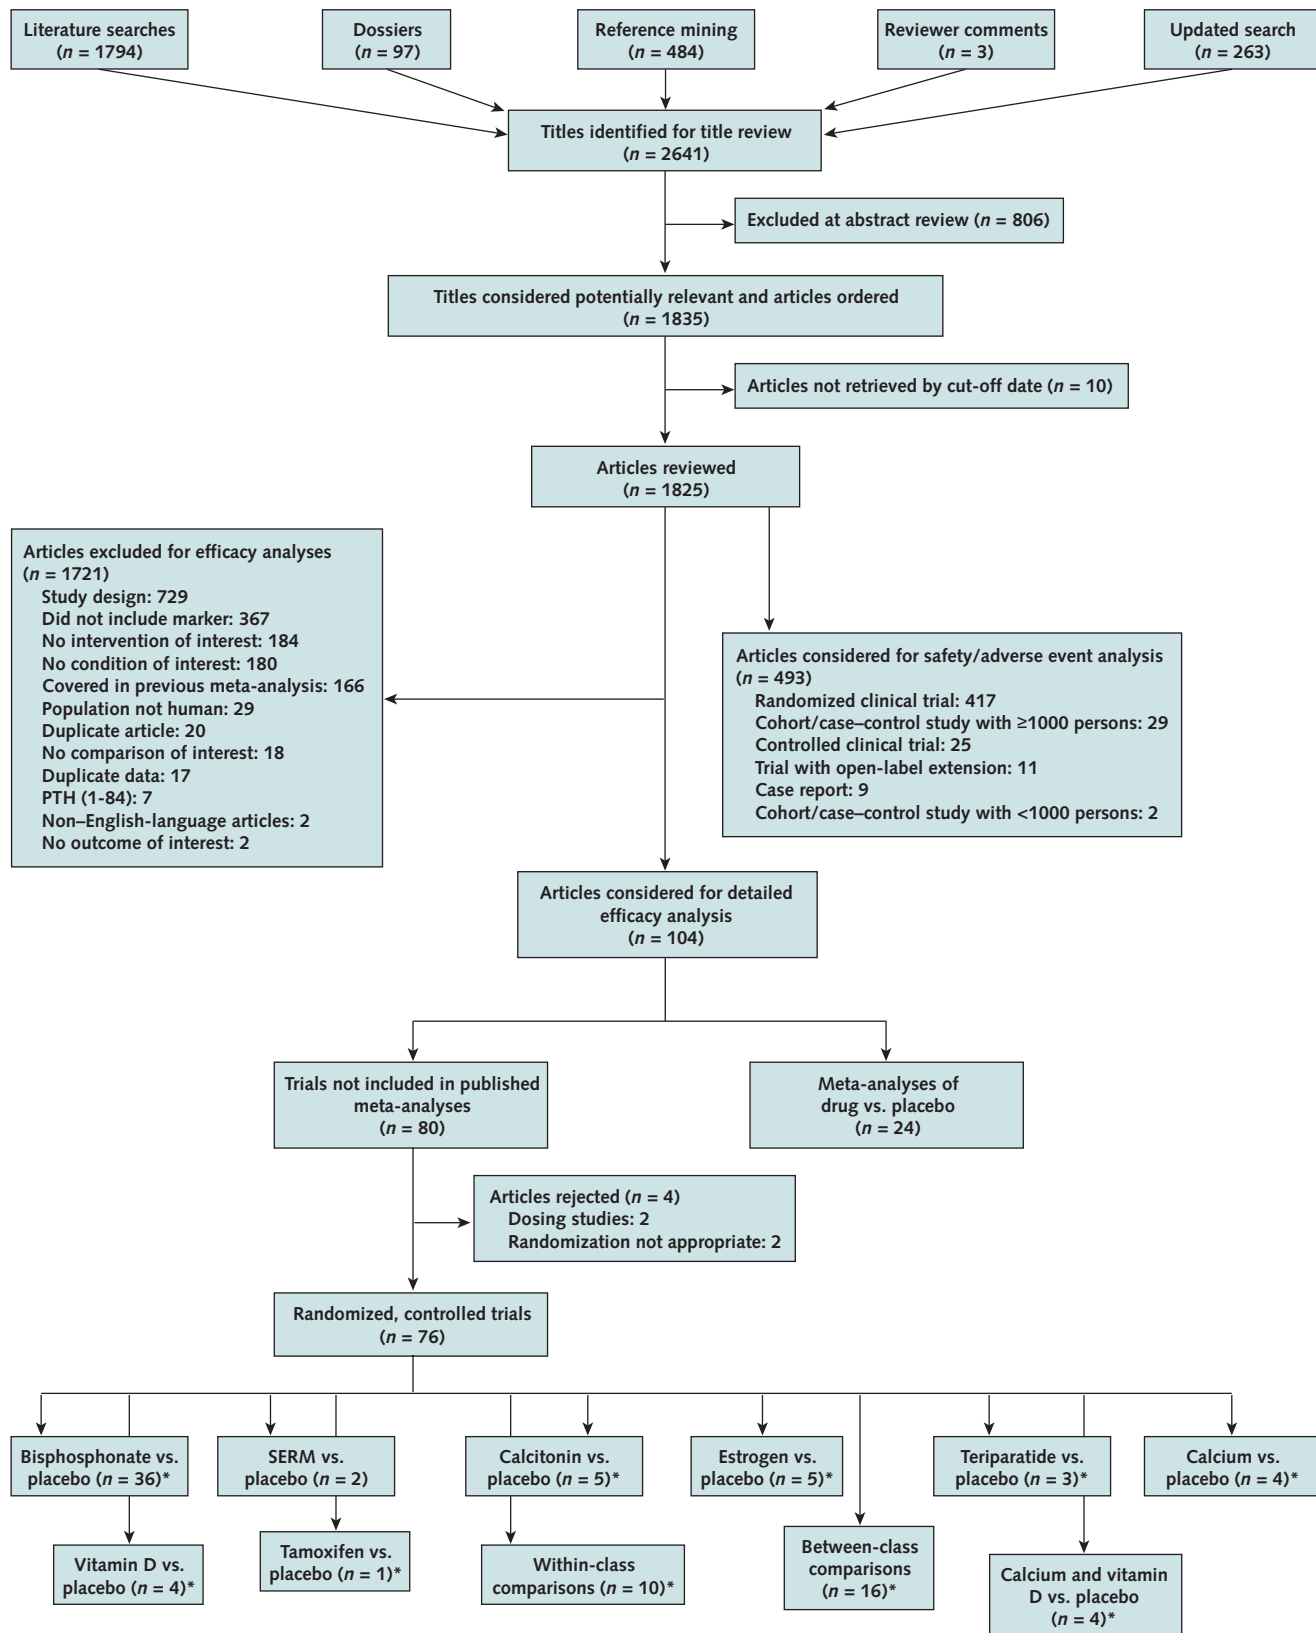 Literature searches
(n = 1794)
Dossiers
(n = 97)
Reference mining
(n = 484)
Reviewer comments
(n = 3)
Updated search
(n = 263)
Titles identified for title review
(n = 2641)
Excluded at abstract review (n = 806)
Titles considered potentially relevant and articles ordered
(n = 1835)
Articles not retrieved by cut-off date (n = 10)
Articles reviewed
(n = 1825)
Articles excluded for efficacy analyses
(n = 1721)
Study design: 729
Did not include marker: 367
No intervention of interest: 184
No condition of interest: 180
Covered in previous meta-analysis: 166
Population not human: 29
Duplicate article: 20
No comparison of interest: 18
Duplicate data: 17
PTH (1-84): 7
Non–English-language articles: 2
No outcome of interest: 2
Articles considered for safety/adverse event analysis
(n = 493)
Randomized clinical trial: 417
Cohort/case–control study with ≥1000 persons: 29
Controlled clinical trial: 25
Trial with open-label extension: 11
Case report: 9
Cohort/case–control study with <1000 persons: 2
Articles considered for detailed
efficacy analysis
(n = 104)
Trials not included in published
meta-analyses
(n = 80)
Meta-analyses of
drug vs. placebo
(n = 24)
Articles rejected (n = 4)
Dosing studies: 2
Randomization not appropriate: 2
Randomized, controlled trials
(n = 76)
Bisphosphonate vs.
placebo (n = 36)*
SERM vs.
placebo (n = 2)
Calcitonin vs.
placebo (n = 5)*
Estrogen vs.
placebo (n = 5)*
Teriparatide vs.
placebo (n = 3)*
Calcium vs.
placebo (n = 4)*
Vitamin D vs.
placebo (n = 4)*
Tamoxifen vs.
placebo (n = 1)*
Within-class
comparisons (n = 10)*
Between-class
comparisons
(n = 16)*
Calcium and vitamin
D vs. placebo
(n = 4)*